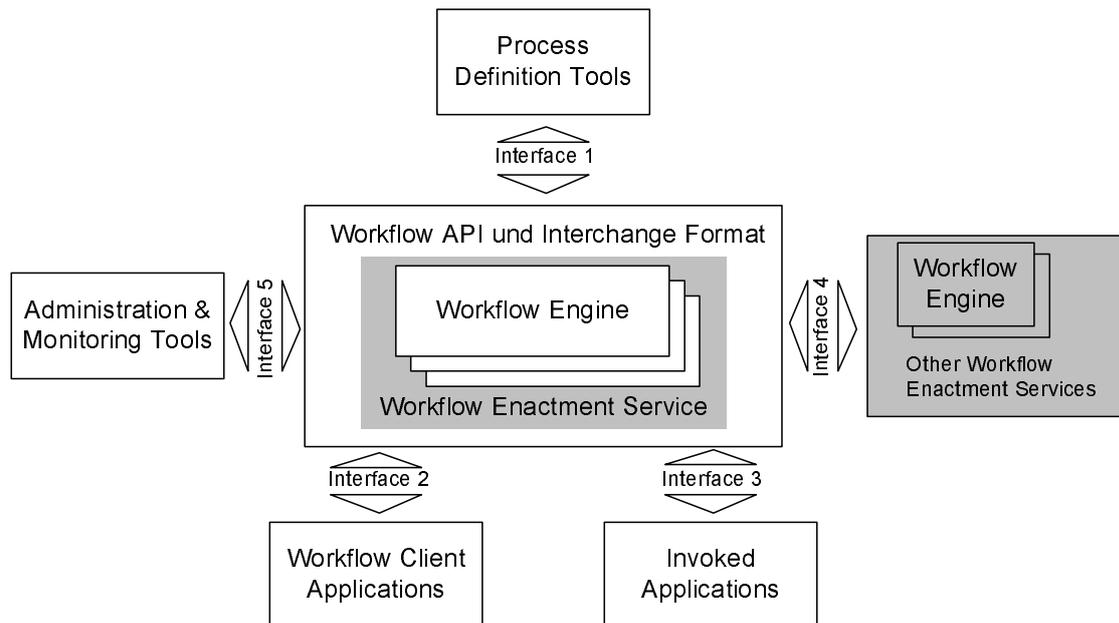 Process
Definition Tools
Interface 1
Workflow API und Interchange Format
Workflow Engine
Workflow Enactment Service
Administration &
Monitoring Tools
Interface 5
Interface 4
Workflow
Engine
Other Workflow
Enactment Services
Interface 2
Interface 3
Workflow Client
Applications
Invoked
Applications